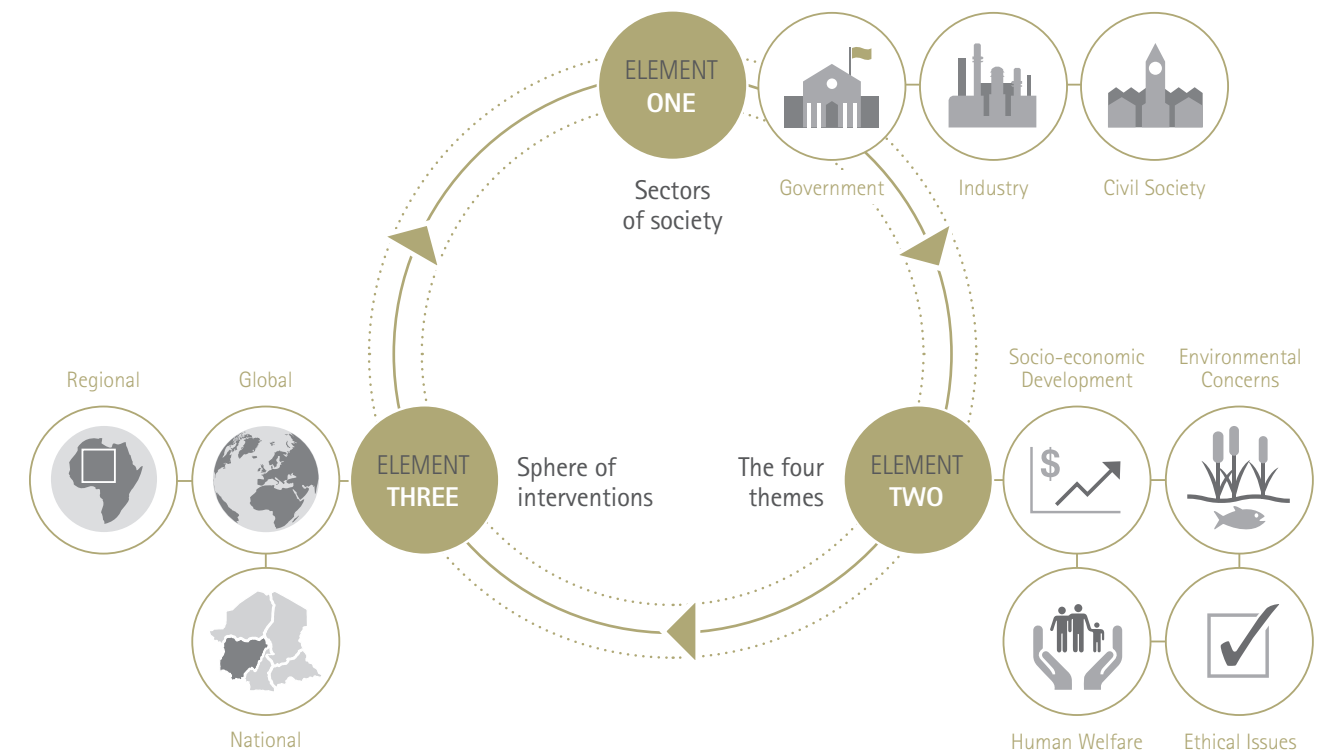 ELEMENT
ONE
Sectors
of society
Government
Industry
Civil Society
Socio-economic
Development
Environmental
Concerns
Regional
Global
ELEMENT
THREE
Sphere of
interventions
The four
themes
ELEMENT
TWO
$
National
Human Welfare
Ethical Issues